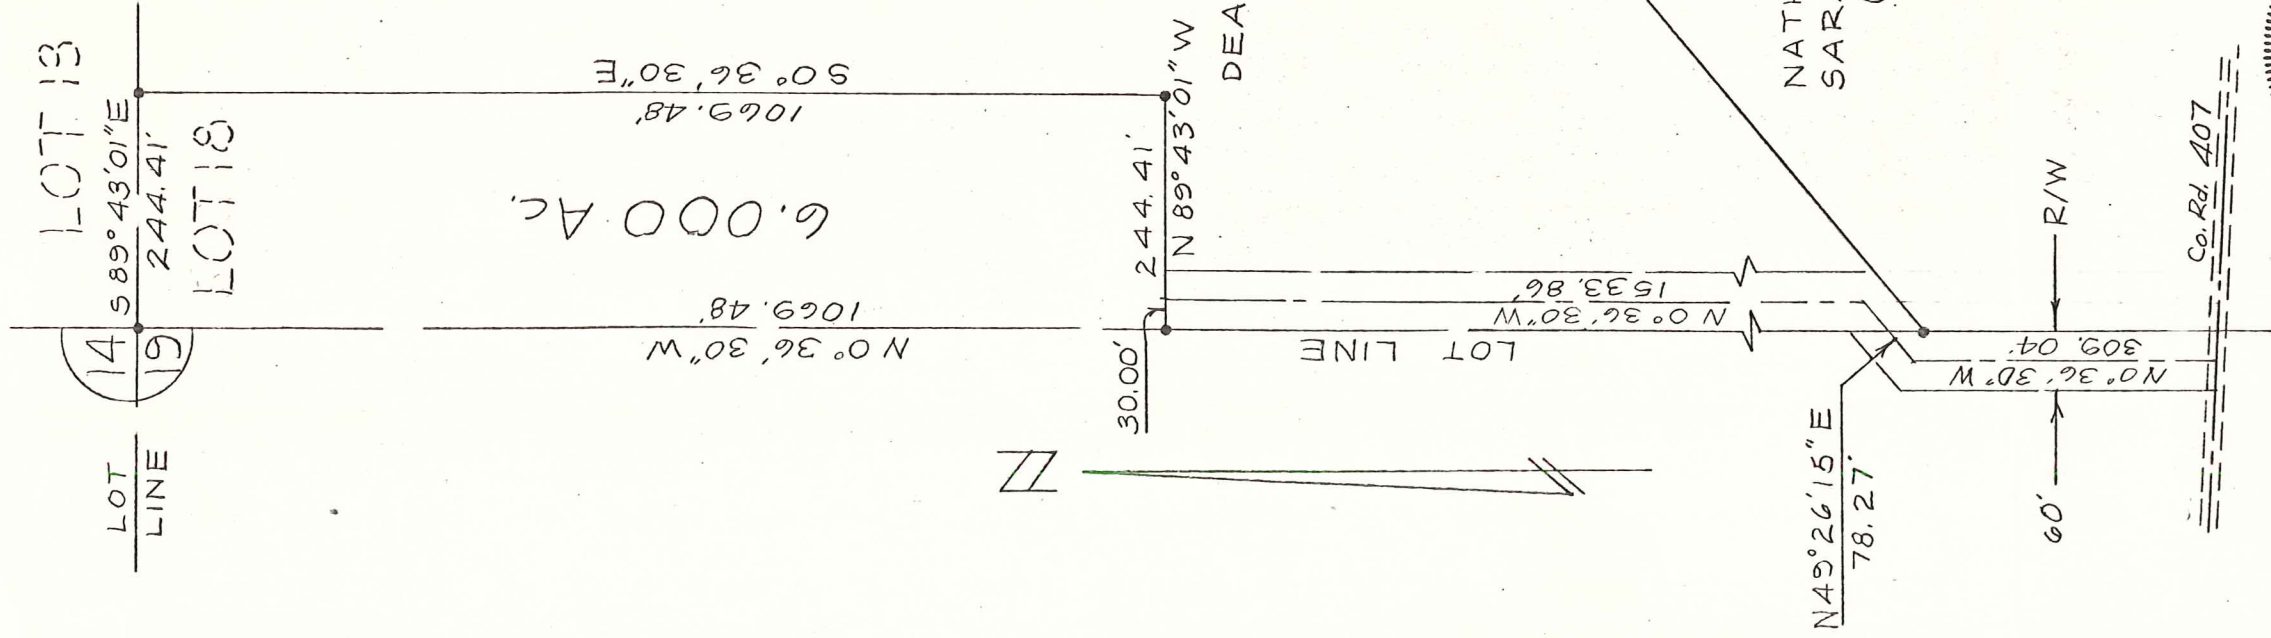 LOT 13
S 89° 43' 01" E
244.41'
LOT 18
14
19
LOT
LINE
S 0° 36' 30" E
1069.48'
6.000 Ac.
1069.48'
N 0° 36' 30" W
244.41'
N 89° 43' 01" W
30.00'
DEA
1533.86'
N 0° 36' 30" W
LOT LINE
N
NATH
SARA
N49° 26' 15" E
78.27'
309.04'
N 0° 36' 30" W
R/W
60'
Co. Rd. 407